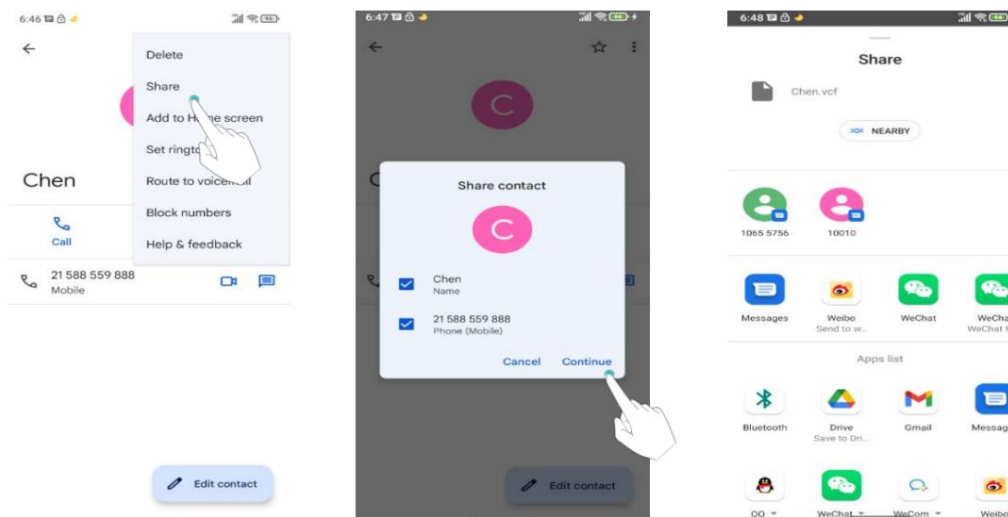 6:46
Delete
Share
Add to Home screen
Set ringto
Route to voicemail
Block numbers
Help & feedback
Chen
Call
21 588 559 888
Mobile
Edit contact
6:47
C
Share contact
C
Chen
Name
21 588 559 888
Phone (Mobile)
Cancel Continue
Edit contact
6:48
Share
Chen.vcf
NEARBY
1065 5756 10010
Messages Weibo WeChat WeCha
Send to w... WeChat
Apps list
Bluetooth Drive Gmail Messag
Save to Dri...
QQ WeChat WeCom Weibo